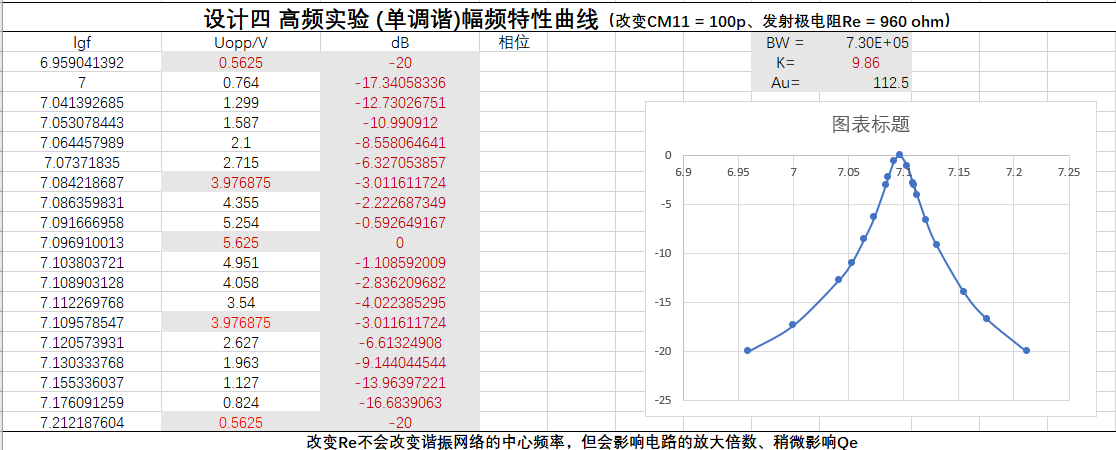 设计四 高频实验 (单调谐)幅频特性曲线（改变CM11 = 100p、发射极电阻Re = 960 ohm）
lgf Uopp/V dB 相位 BW = 7.30E+05
6.959041392 0.5625 -20 K= 9.86
7 0.764 -17.34058336 Au= 112.5
7.041392685 1.299 -12.73026751
7.053078443 1.587 -10.990912
7.064457989 2.1 -8.558064641
7.07371835 2.715 -6.327053857
7.084218687 3.976875 -3.011611724
7.086359831 4.355 -2.222687349
7.091666958 5.254 -0.592649167
7.096910013 5.625 0
7.103803721 4.951 -1.108592009
7.108903128 4.058 -2.836209682
7.112269768 3.54 -4.022385295
7.109578547 3.976875 -3.011611724
7.120573931 2.627 -6.61324908
7.130333768 1.963 -9.144044544
7.155336037 1.127 -13.96397221
7.176091259 0.824 -16.6839063
7.212187604 0.5625 -20
图表标题
0
6.9 6.95 7 7.05 7.1 7.15 7.2 7.25
-5
-10
-15
-20
-25
改变Re不会改变谐振网络的中心频率，但会影响电路的放大倍数、稍微影响Qe